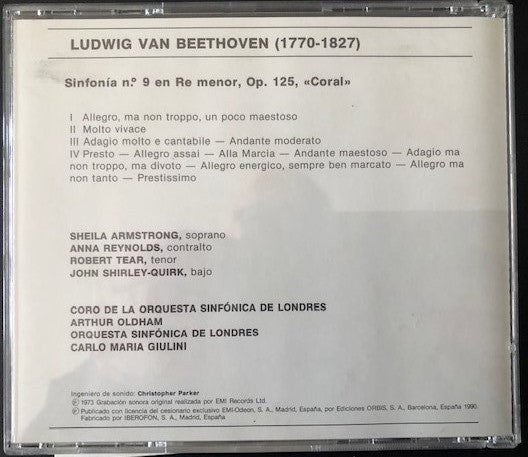 LUDWIG VAN BEETHOVEN (1770-1827)
Sinfonía n.º 9 en Re menor, Op. 125, «Coral»
I Allegro, ma non troppo, un poco maestoso
II Molto vivace
III Adagio molto e cantabile — Andante moderato
IV Presto — Allegro assai — Alla Marcia — Andante maestoso — Adagio ma
non troppo, ma divoto — Allegro energico, sempre ben marcato — Allegro ma
non tanto — Prestissimo
SHEILA ARMSTRONG, soprano
ANNA REYNOLDS, contralto
ROBERT TEAR, tenor
JOHN SHIRLEY-QUIRK, bajo
CORO DE LA ORQUESTA SINFÓNICA DE LONDRES
ARTHUR OLDHAM
ORQUESTA SINFÓNICA DE LONDRES
CARLO MARIA GIULINI
Ingeniero de sonido: Christopher Parker
℗ 1973 Grabación sonora original realizada por EMI Records Ltd.
℗ Publicado con licencia del cesionario exclusivo EMI-Odeon, S. A., Madrid, España, por Ediciones ORBIS, S. A., Barcelona, España 1990.
Fabricado por IBEROFON, S. A., Madrid, España